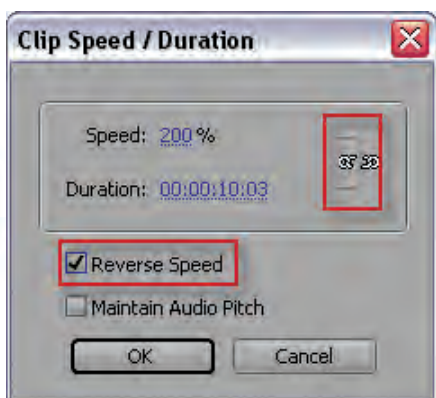 Clip Speed / Duration
Speed: 200 %
Duration: 00:00:10:03
Reverse Speed
Maintain Audio Pitch
OK
Cancel